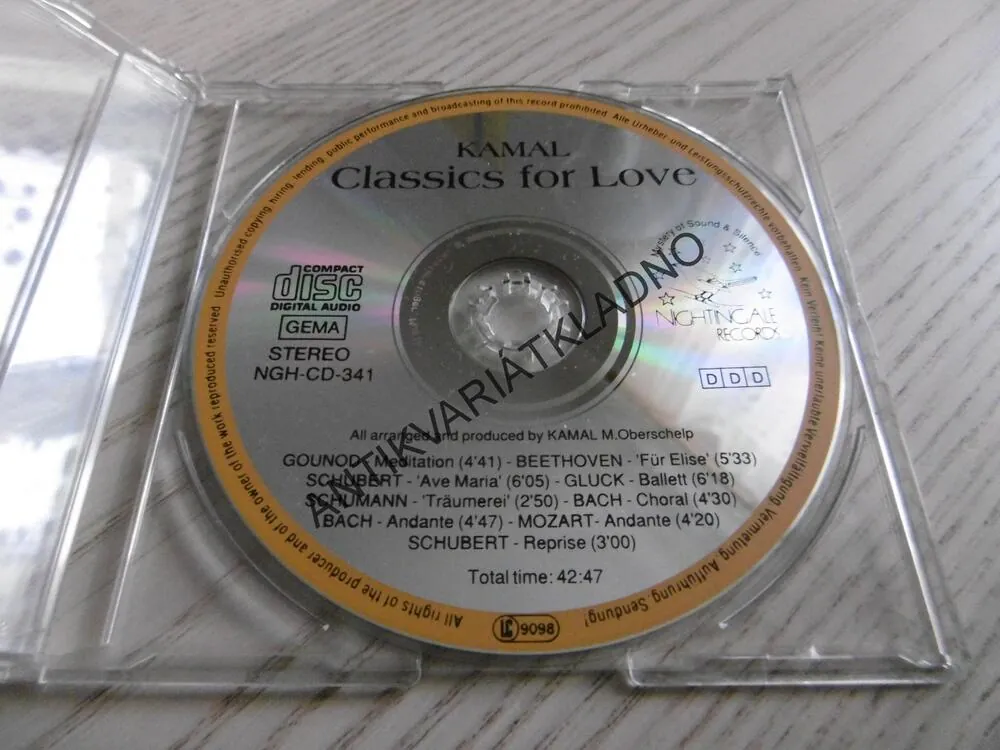 KAMAL
Classics for Love
COMPACT
disc
DIGITAL AUDIO
GEMA
STEREO
NGH-CD-341
Mystery of Sound & Silence
NIGHTINGALE
RECORDS
DDD
All arranged and produced by KAMAL M.Oberschelp
GOUNOD - Meditation (4'41) - BEETHOVEN - 'Für Elise' (5'33)
SCHUBERT - 'Ave Maria' (6'05) - GLUCK - Ballett (6'18)
SCHUMANN - 'Träumerei' (2'50) - BACH - Choral (4'30)
BACH - Andante (4'47) - MOZART- Andante (4'20)
SCHUBERT - Reprise (3'00)
Total time: 42:47
LC 9098
All rights of the producer and of the owner of the work reproduced reserved Unauthorised copying, hiring, lending, public performance and broadcasting of this record prohibited. Alle Urheber- und Leistungsschutzrechte vorbehalten. Kein Verleih! Keine unerlaubte Vervielfältigung, Vermietung, Aufführung, Sendung!
ANTIKVARIÁTKLADNO